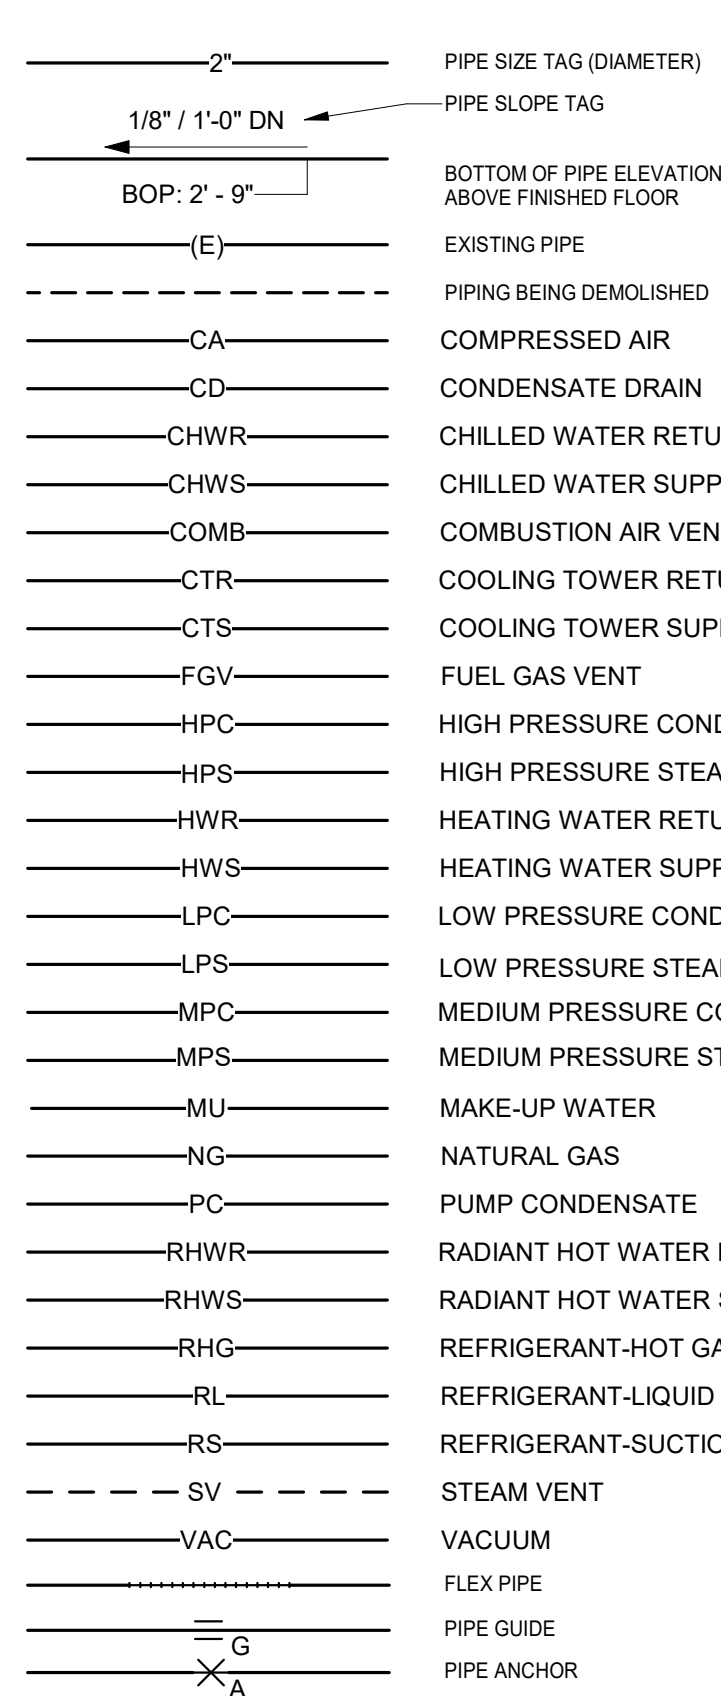 2" PIPE SIZE TAG (DIAMETER)
PIPE SLOPE TAG
1/8" / 1'-0" DN
BOTTOM OF PIPE ELEVATION
BOP: 2' - 9" ABOVE FINISHED FLOOR
(E) EXISTING PIPE
PIPING BEING DEMOLISHED
CA COMPRESSED AIR
CD CONDENSATE DRAIN
CHWR CHILLED WATER RETU
CHWS CHILLED WATER SUPP
COMB COMBUSTION AIR VEN
CTR COOLING TOWER RETU
CTS COOLING TOWER SUPP
FGV FUEL GAS VENT
HPC HIGH PRESSURE COND
HPS HIGH PRESSURE STEA
HWR HEATING WATER RETU
HWS HEATING WATER SUPP
LPC LOW PRESSURE COND
LPS LOW PRESSURE STEAM
MPC MEDIUM PRESSURE CO
MPS MEDIUM PRESSURE ST
MU MAKE-UP WATER
NG NATURAL GAS
PC PUMP CONDENSATE
RHWR RADIANT HOT WATER
RHWS RADIANT HOT WATER
RHG REFRIGERANT-HOT GA
RL REFRIGERANT-LIQUID
RS REFRIGERANT-SUCTIO
SV STEAM VENT
VAC VACUUM
FLEX PIPE
G PIPE GUIDE
A PIPE ANCHOR